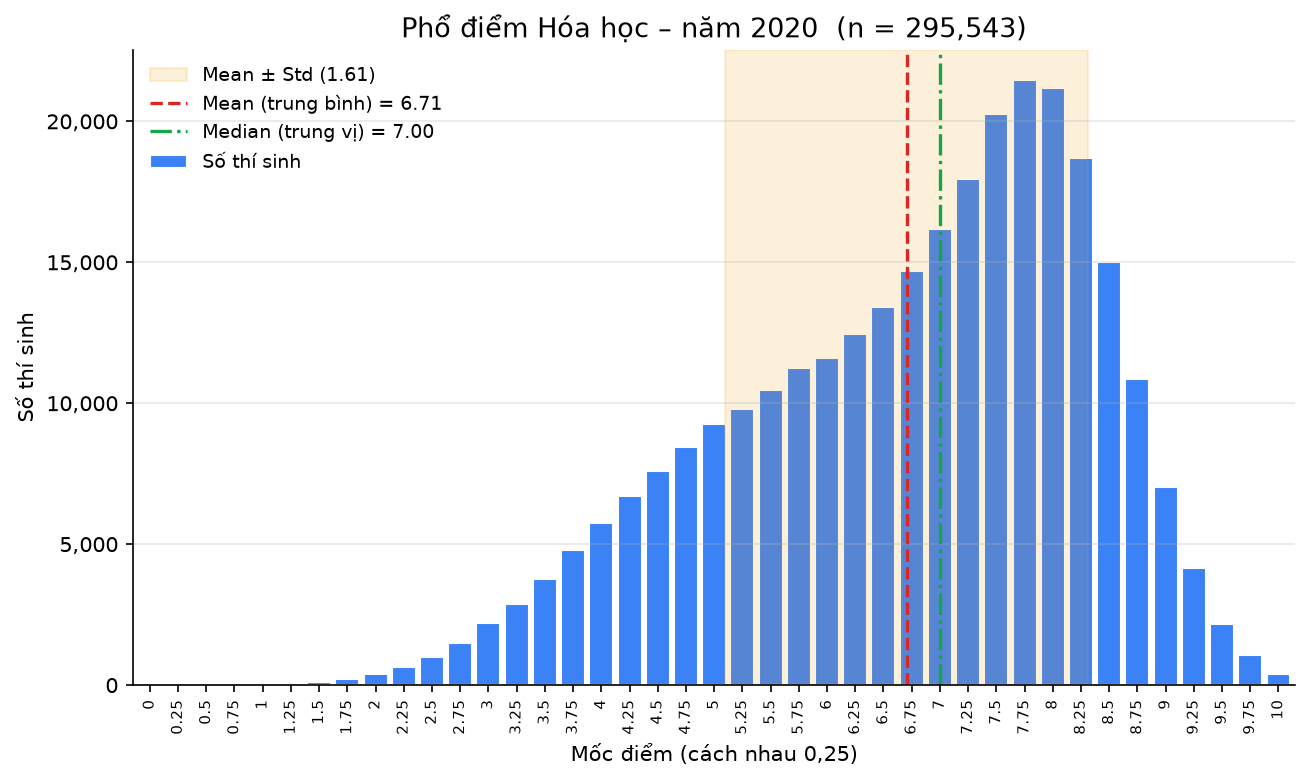 Phổ điểm Hóa học – năm 2020 (n = 295,543)
Mean ± Std (1.61)
Mean (trung bình) = 6.71
Median (trung vị) = 7.00
Số thí sinh
Số thí sinh
20,000
15,000
10,000
5,000
0
0 0.25 0.5 0.75 1 1.25 1.5 1.75 2 2.25 2.5 2.75 3 3.25 3.5 3.75 4 4.25 4.5 4.75 5 5.25 5.5 5.75 6 6.25 6.5 6.75 7 7.25 7.5 7.75 8 8.25 8.5 8.75 9 9.25 9.5 9.75 10
Mốc điểm (cách nhau 0,25)